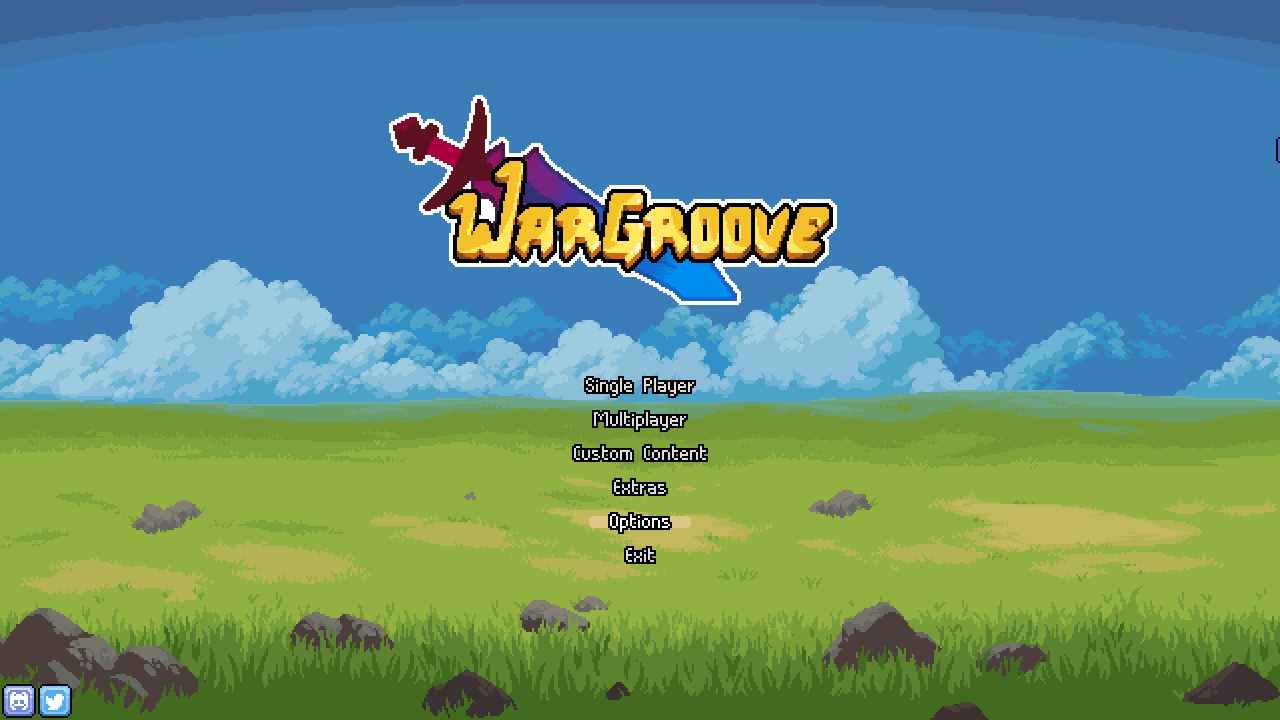 WARGROOVE
Single Player
Multiplayer
Custom Content
Extras
Options
Exit